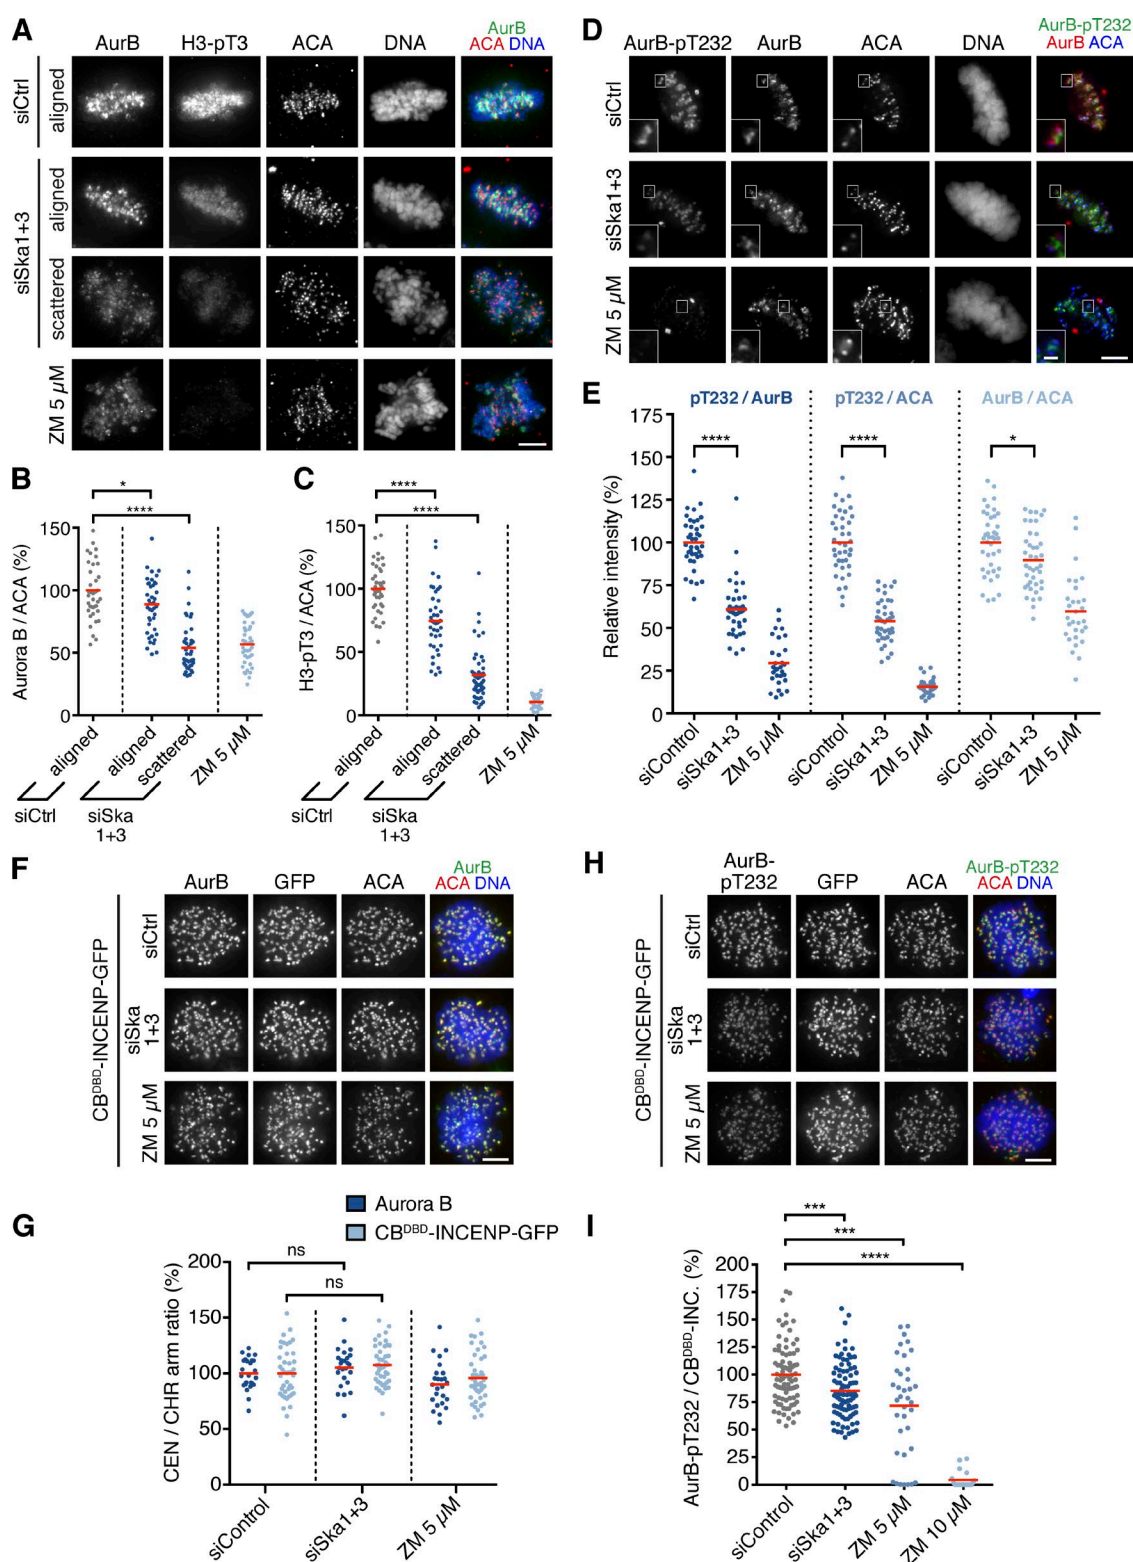 A
AurB H3-pT3 ACA DNA AurB
ACA DNA
siCtrl
aligned
siSka1+3
aligned
scattered
ZM 5 µM
B
* 
****
Aurora B / ACA (%)
150
100
50
0
aligned aligned scattered ZM 5 µM
siCtrl siSka
1+3
C
****
****
H3-pT3 / ACA (%)
150
100
50
0
aligned aligned scattered ZM 5 µM
siCtrl siSka
1+3
D
AurB-pT232 AurB ACA DNA AurB-pT232
AurB ACA
siCtrl
siSka1+3
ZM 5 µM
E
pT232 / AurB pT232 / ACA AurB / ACA
**** **** *
Relative intensity (%)
175
150
125
100
75
50
25
0
siControl siSka1+3 ZM 5 µM siControl siSka1+3 ZM 5 µM siControl siSka1+3 ZM 5 µM
F
AurB GFP ACA AurB
ACA DNA
CBDBD-INCENP-GFP
siCtrl
siSka
1+3
ZM 5 µM
G
Aurora B
CBDBD-INCENP-GFP
ns
ns
CEN / CHR arm ratio (%)
200
150
100
50
0
siControl siSka1+3 ZM 5 µM
H
AurB-
pT232 GFP ACA AurB-pT232
ACA DNA
CBDBD-INCENP-GFP
siCtrl
siSka
1+3
ZM 5 µM
I
***
***
****
AurB-pT232 / CBDBD-INC. (%)
200
175
150
125
100
75
50
25
0
siControl siSka1+3 ZM 5 µM ZM 10 µM